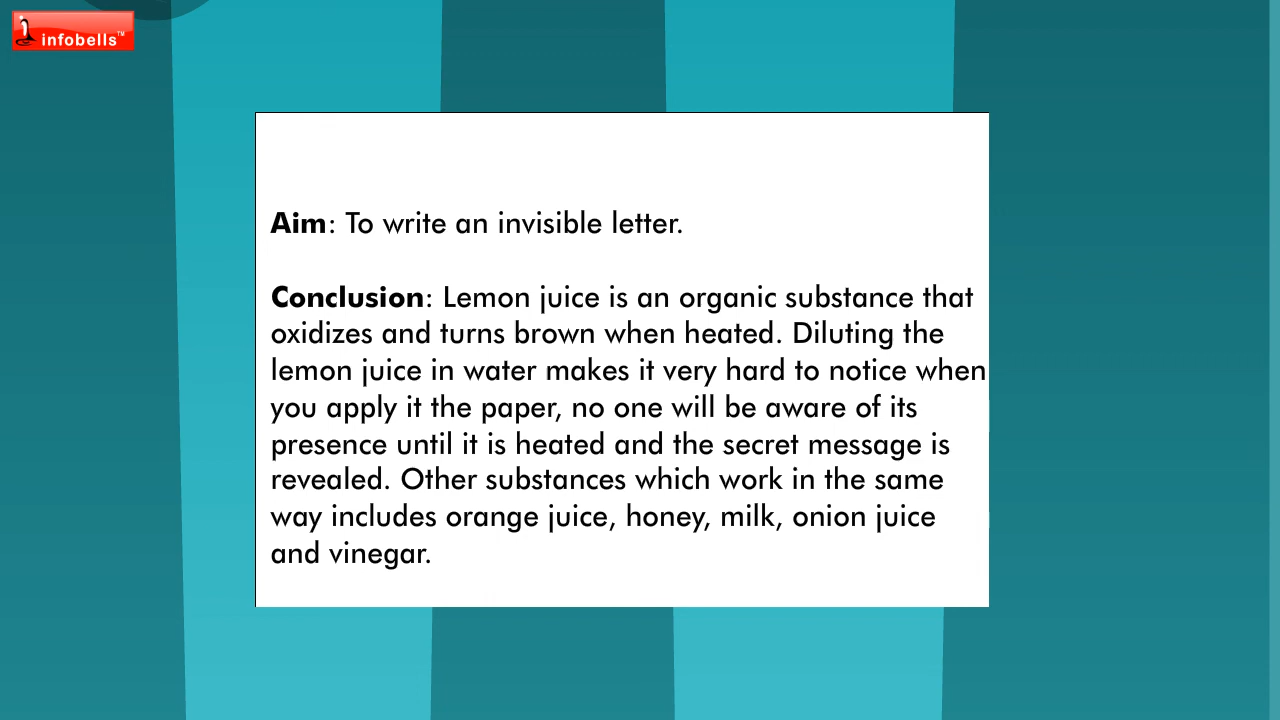 infobells™
Aim: To write an invisible letter.
Conclusion: Lemon juice is an organic substance that
oxidizes and turns brown when heated. Diluting the
lemon juice in water makes it very hard to notice when
you apply it the paper, no one will be aware of its
presence until it is heated and the secret message is
revealed. Other substances which work in the same
way includes orange juice, honey, milk, onion juice
and vinegar.